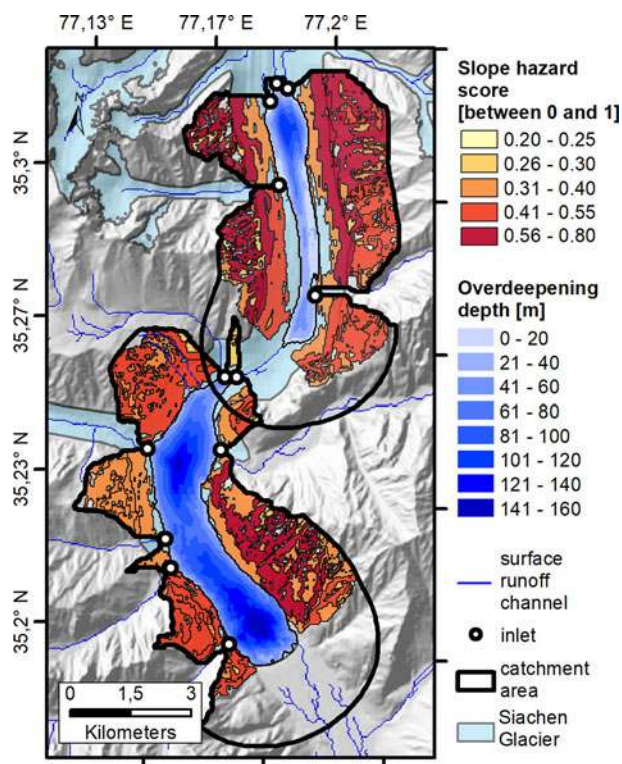 77,13° E 77,17° E 77,2° E
35,3° N
35,27° N
35,23° N
35,2° N
0 1,5 3
Kilometers
Slope hazard
score
[between 0 and 1]
0.20 - 0.25
0.26 - 0.30
0.31 - 0.40
0.41 - 0.55
0.56 - 0.80
Overdeepening
depth [m]
0 - 20
21 - 40
41 - 60
61 - 80
81 - 100
101 - 120
121 - 140
141 - 160
surface
runoff
channel
inlet
catchment
area
Siachen
Glacier